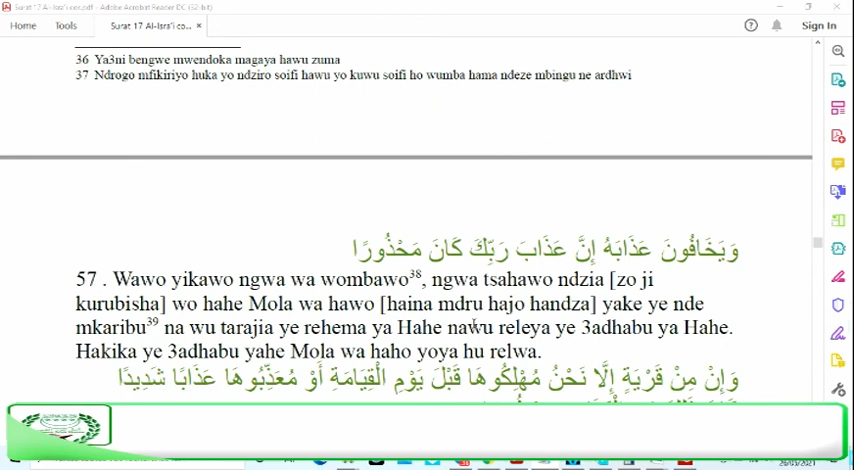 Surat 17 Al-Isra'i cor.pdf - Adobe Acrobat Reader DC (32-bit)
Home Tools Surat 17 Al-Isra'i co... × Sign In
36 Ya3ni bengwe mwendoka magaya hawu zuma
37 Ndrogo mfikiriyo huka yo ndziro soifi hawu yo kuwu soifi ho wumba hama ndeze mbingu ne ardhwi
وَيَخَافُونَ عَذَابَهُ إِنَّ عَذَابَ رَبِّكَ كَانَ مَحْذُورًا
57 . Wawo yikawo ngwa wa wombawo38, ngwa tsahawo ndzia [zo ji
kurubisha] wo hahe Mola wa hawo [haina mdru hajo handza] yake ye nde
mkaribu39 na wu tarajia ye rehema ya Hahe nawu releya ye 3adhabu ya Hahe.
Hakika ye 3adhabu yahe Mola wa haho yoya hu relwa.
وَإِنْ مِنْ قَرْيَةٍ إِلَّا نَحْنُ مُهْلِكُوهَا قَبْلَ يَوْمِ الْقِيَامَةِ أَوْ مُعَذِّبُوهَا عَذَابًا شَدِيدًا
26/03/2021